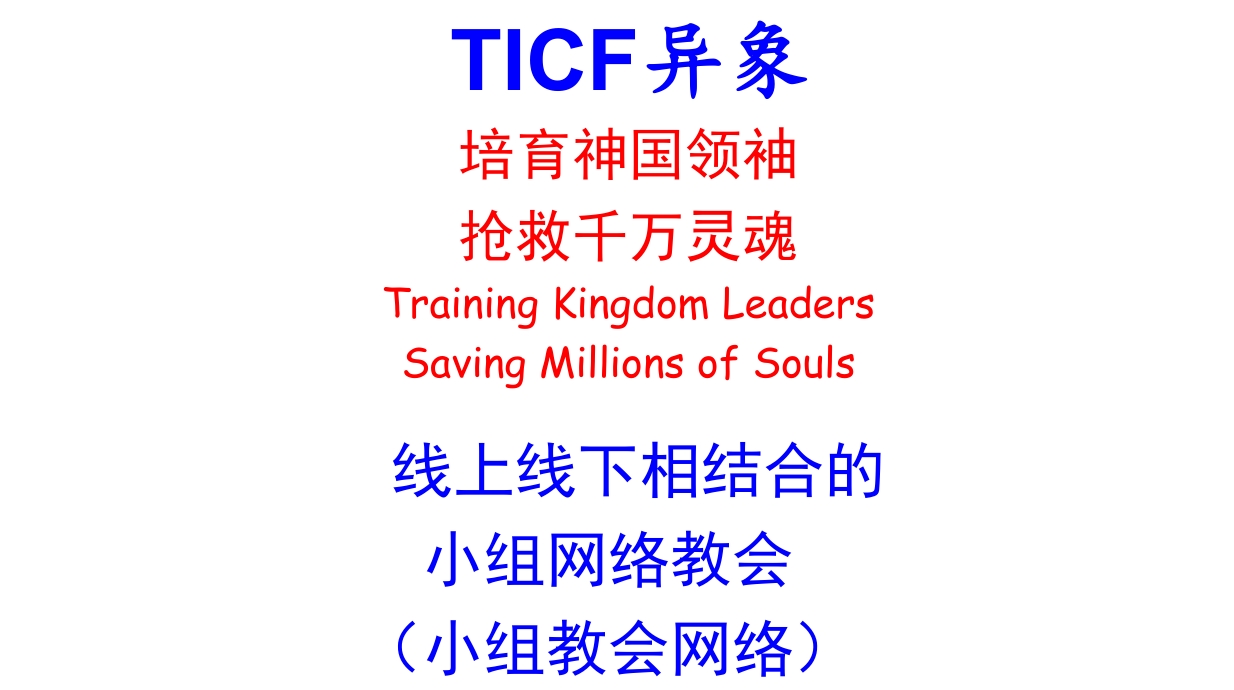 TICF异象
培育神国领袖
抢救千万灵魂
Training Kingdom Leaders
Saving Millions of Souls
线上线下相结合的
小组网络教会
（小组教会网络）